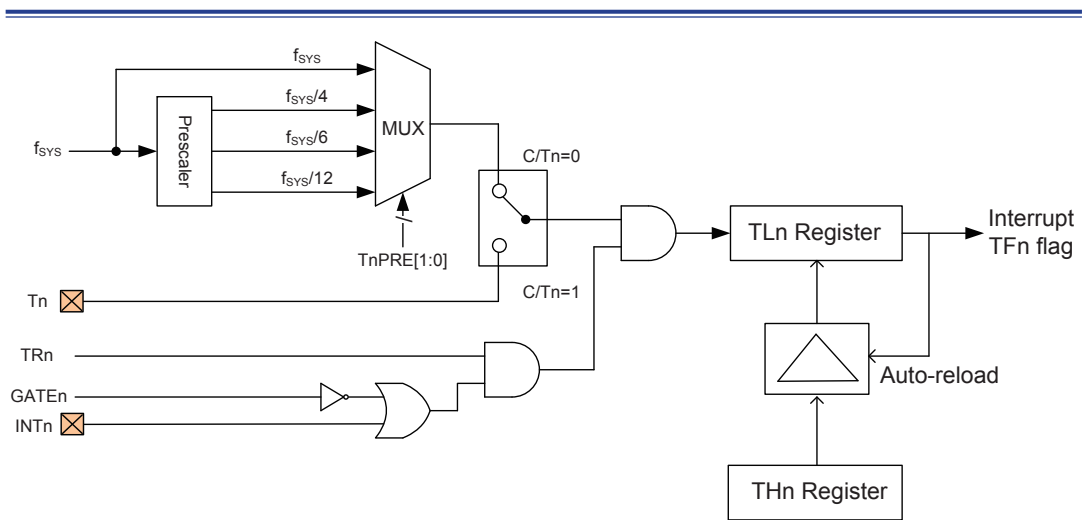 fSYS
fSYS/4
fSYS/6
fSYS/12
fSYS
Prescaler
MUX
TnPRE[1:0]
C/Tn=0
C/Tn=1
Tn
TRn
GATEn
INTn
TLn Register
Interrupt
TFn flag
Auto-reload
THn Register